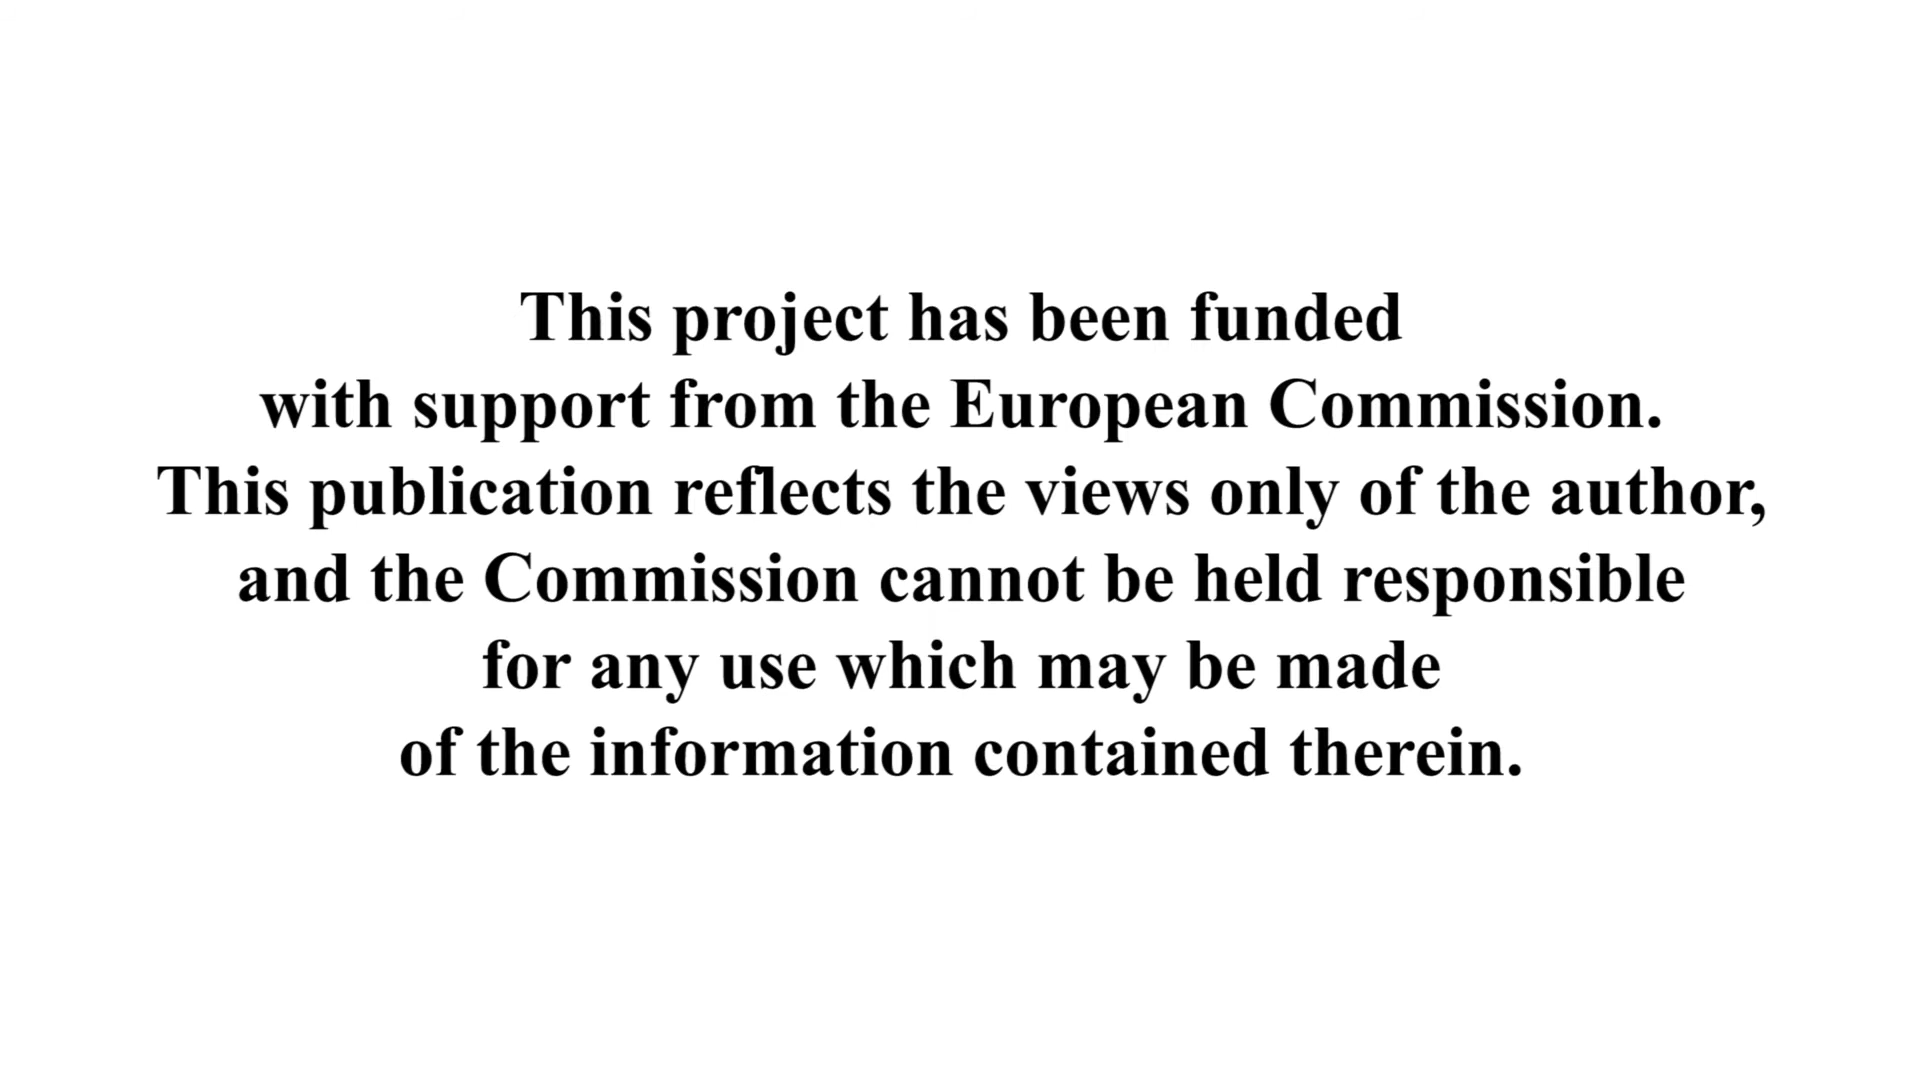 This project has been funded
with support from the European Commission.
This publication reflects the views only of the author,
and the Commission cannot be held responsible
for any use which may be made
of the information contained therein.